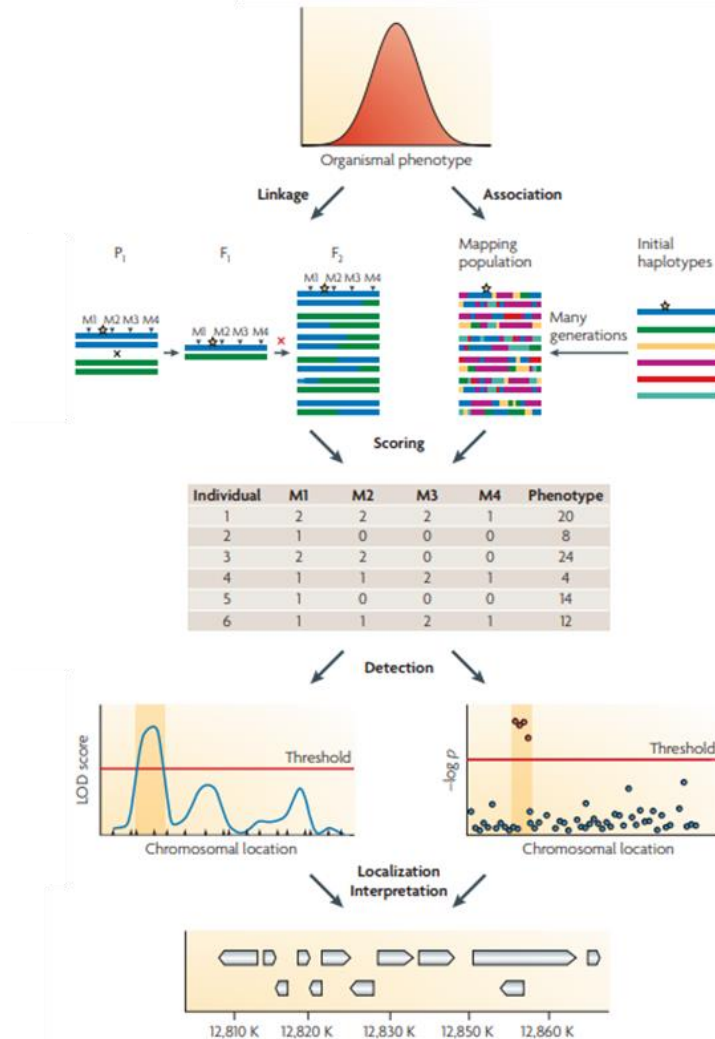 Organismal phenotype
Linkage
Association
P1
F1
F2
Mapping
population
Initial
haplotypes
M1 M2 M3 M4
M1 M2 M3 M4
M1 M2 M3 M4
×
×
Many
generations
Scoring
Individual M1 M2 M3 M4 Phenotype
1 2 2 2 1 20
2 1 0 0 0 8
3 2 2 0 0 24
4 1 1 2 1 4
5 1 0 0 0 14
6 1 1 2 1 12
Detection
LOD score
Threshold
Chromosomal location
–log p
Threshold
Chromosomal location
Localization
Interpretation
12,810 K 12,820 K 12,830 K 12,850 K 12,860 K